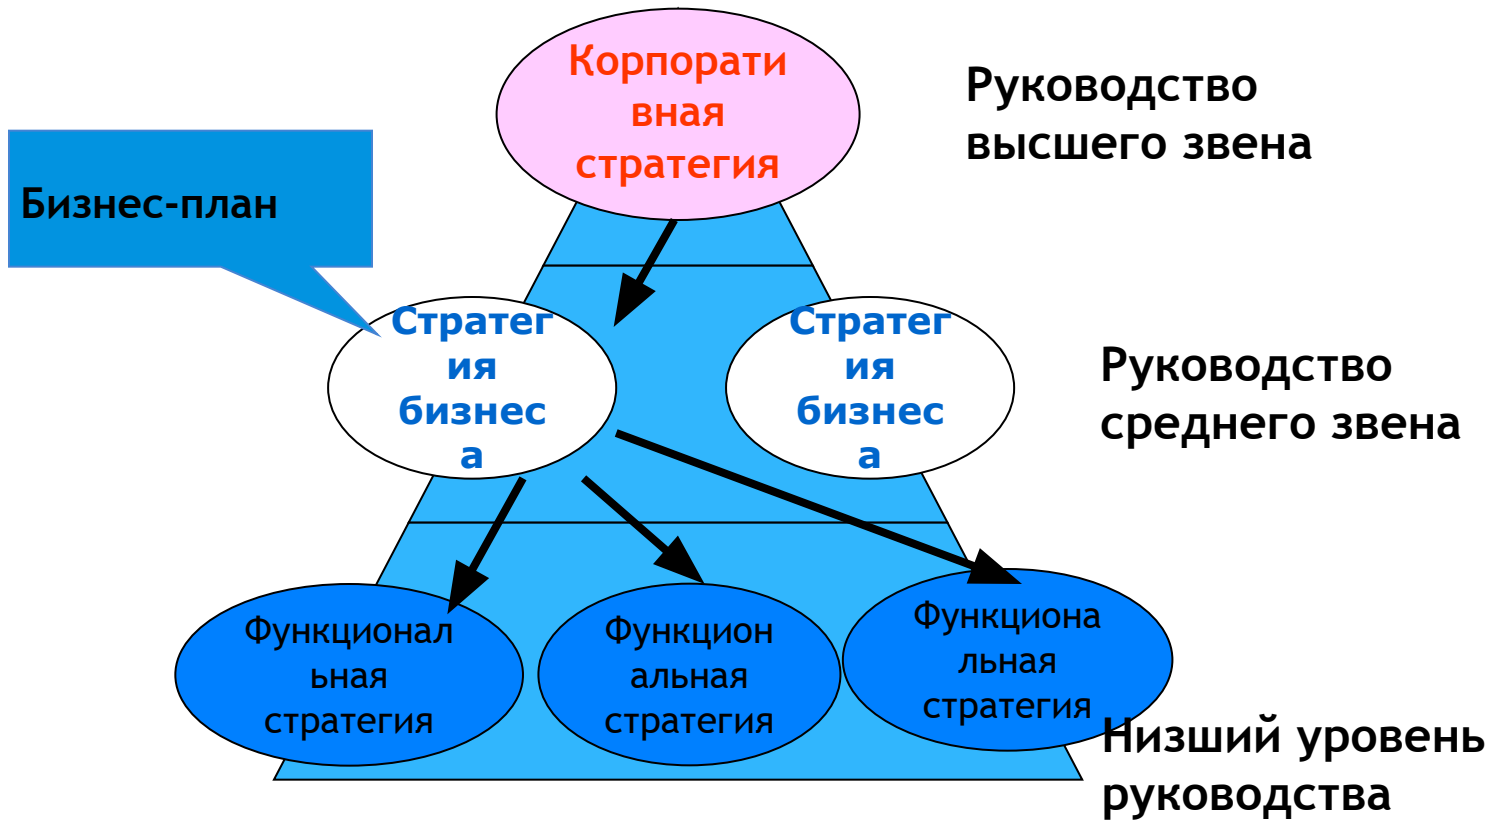 Корпорати
вная
стратегия
Руководство
высшего звена
Бизнес-план
Стратег
ия
бизнес
а
Стратег
ия
бизнес
а
Руководство
среднего звена
Функционал
ьная
стратегия
Функцион
альная
стратегия
Функциона
льная
стратегия
Низший уровень
руководства